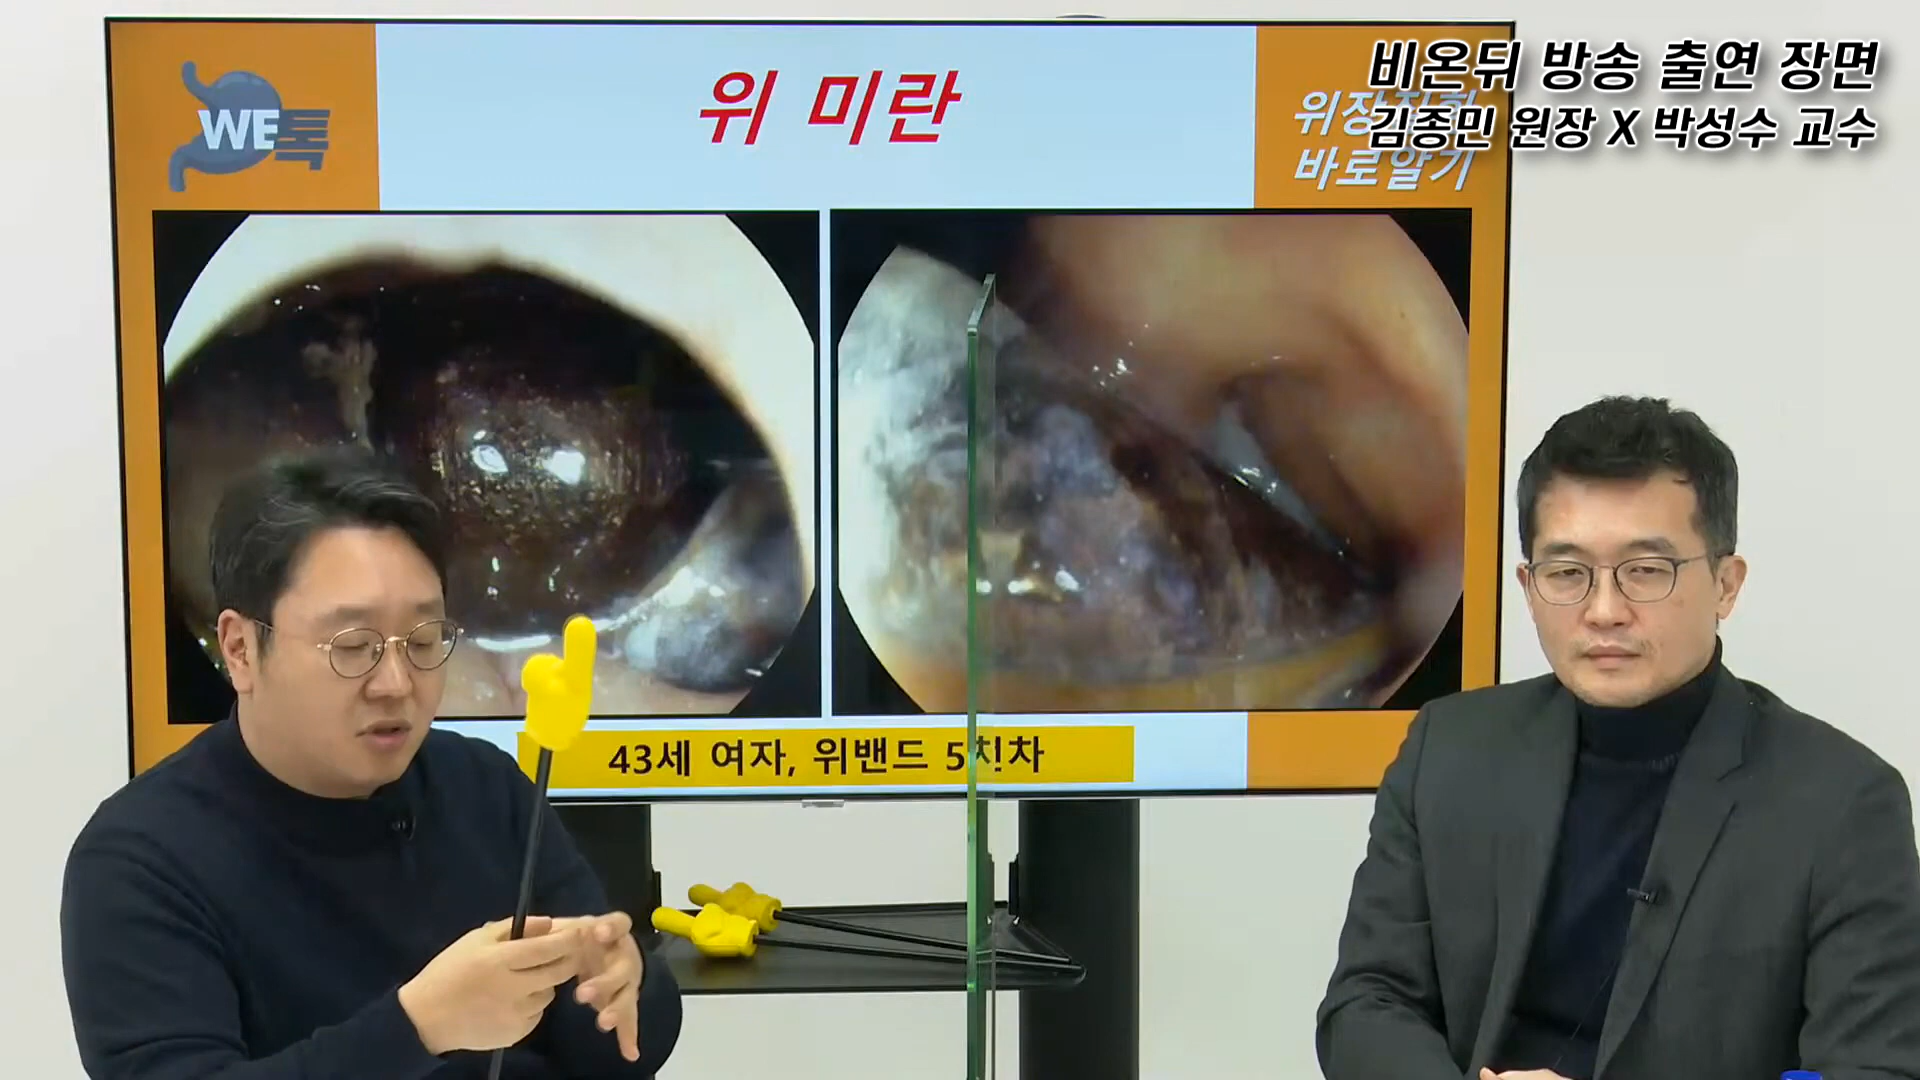 WE톡
위 미란
비온뒤 방송 출연 장면
김종민 원장 X 박성수 교수
바로알기
43세 여자, 위밴드 5년차